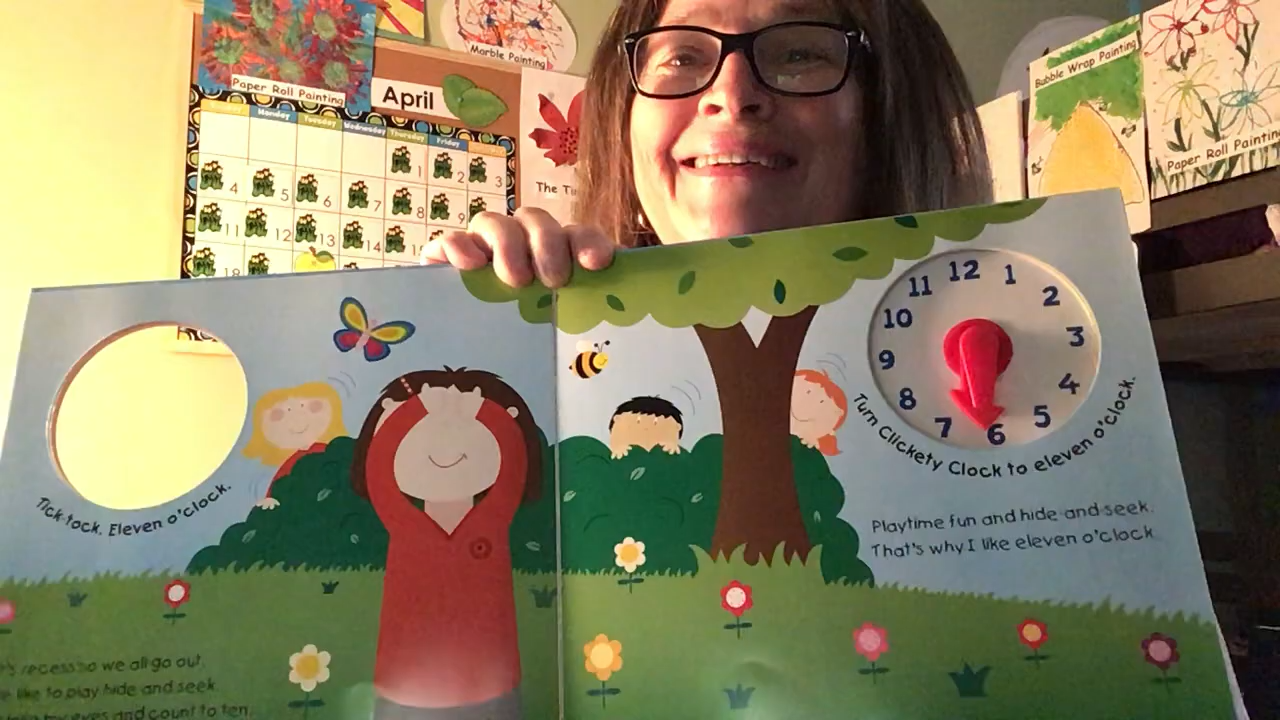 Marble Painting
Paper Roll Painting
April
Monday Tuesday Wednesday Thursday Friday
1 2 3
4 5 6 7 8 9
11 12 13 14
18
The
Bubble Wrap Painting
Paper Roll Painting
11 12 1
10 2
9 3
8 4
7 6 5
Turn Clickety Clock to eleven o'clock.
Tick-tock. Eleven o'clock.
Playtime fun and hide-and-seek.
That's why I like eleven o'clock
recess so we all go out.
like to play hide and seek
eyes and count to ten.